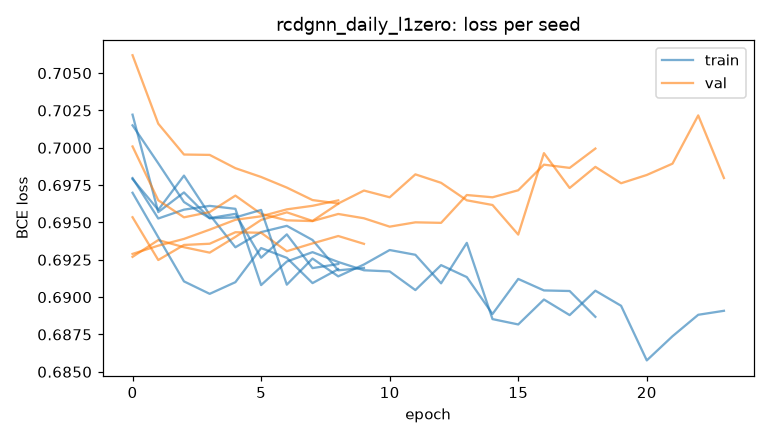 rcdgnn_daily_l1zero: loss per seed
train
val
0.7050
0.7025
0.7000
0.6975
0.6950
0.6925
0.6900
0.6875
0.6850
BCE loss
0 5 10 15 20
epoch